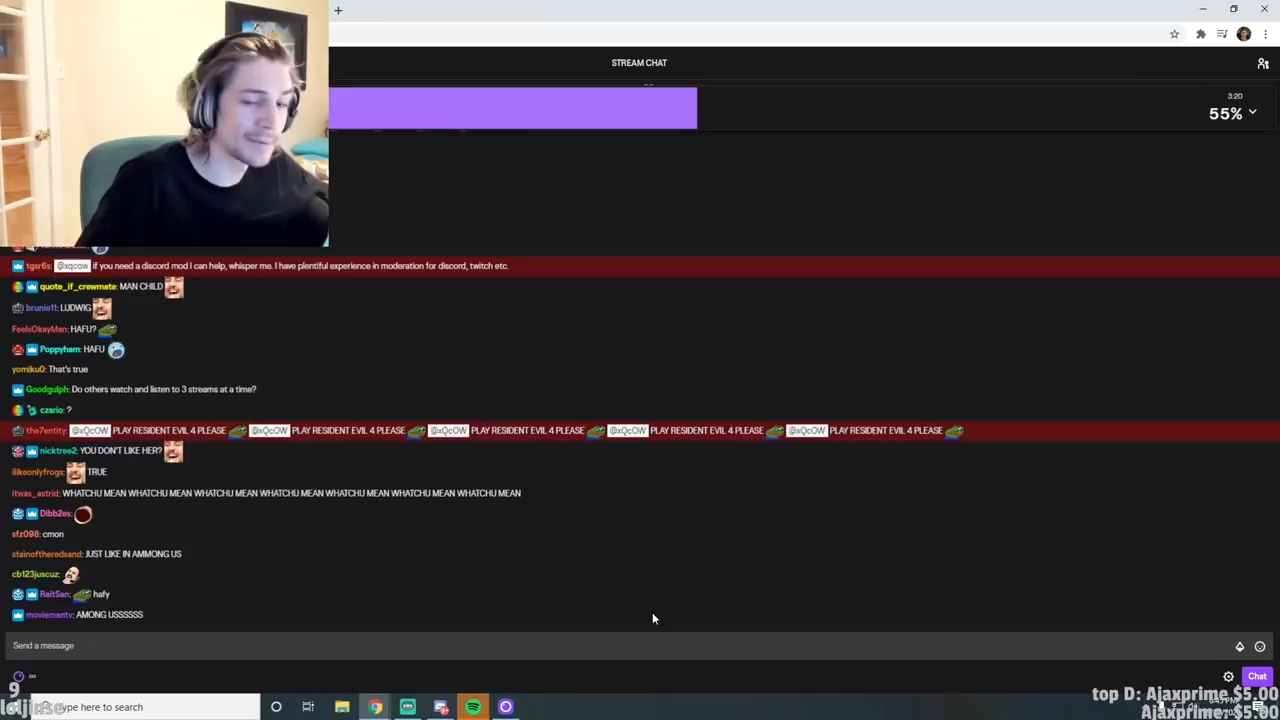 STREAM CHAT
3:20
55%
tgsr6s: @xqcow if you need a discord mod I can help, whisper me. I have plentiful experience in moderation for discord, twitch etc.
quote_if_crewmate: MAN CHILD
brunie11: LUDWIG
FeelsOkayMan: HAFU?
Poppyham: HAFU
yomiku0: That's true
Goodgulph: Do others watch and listen to 3 streams at a time?
czario: ?
the7entity: @xQcOW PLAY RESIDENT EVIL 4 PLEASE @xQcOW PLAY RESIDENT EVIL 4 PLEASE @xQcOW PLAY RESIDENT EVIL 4 PLEASE @xQcOW PLAY RESIDENT EVIL 4 PLEASE @xQcOW PLAY RESIDENT EVIL 4 PLEASE
nicktree2: YOU DON'T LIKE HER?
ilikeonlyfrogs: TRUE
itwas_astrid: WHATCHU MEAN WHATCHU MEAN WHATCHU MEAN WHATCHU MEAN WHATCHU MEAN WHATCHU MEAN WHATCHU MEAN
Dibb2es:
sfz098: cmon
stainoftheredsand: JUST LIKE IN AMMONG US
cb123juscuz:
RaitSan: hafy
moviemantv: AMONG USSSSSS
Send a message
∞
Chat
9
loljinse
Type here to search
top D: Ajaxprime $5.00
Ajaxprime $5.00